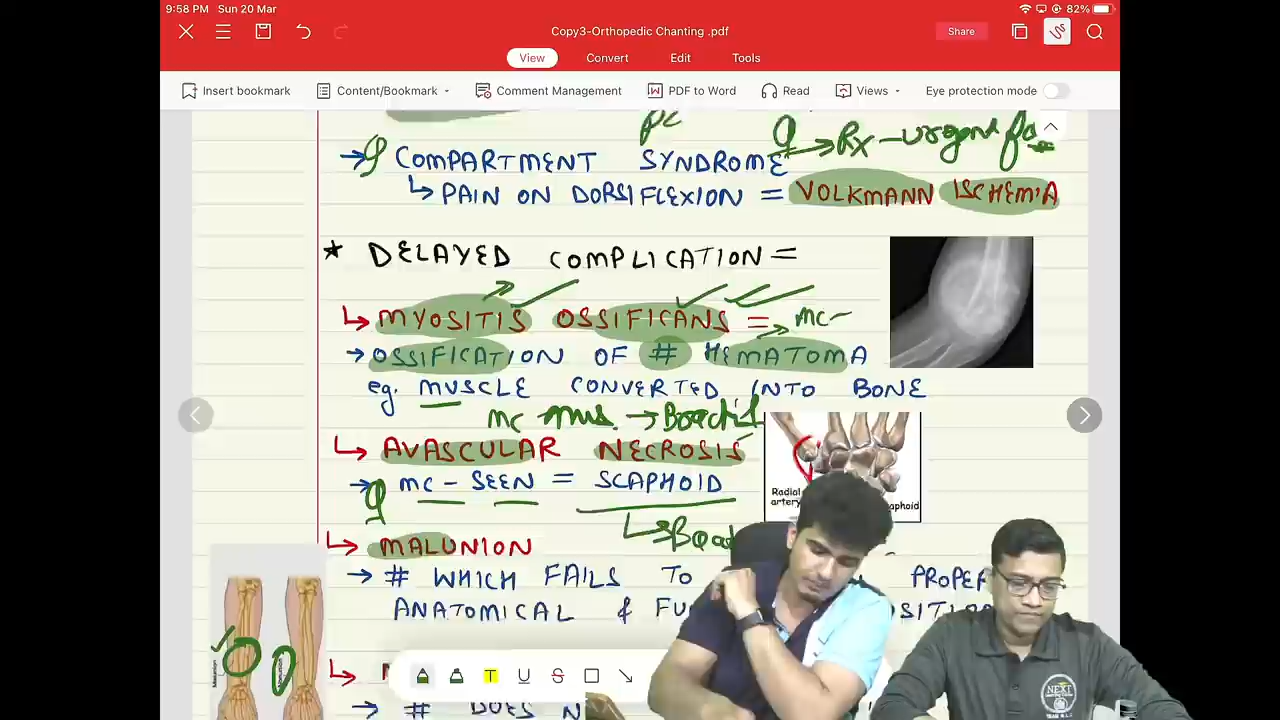 9:58 PM Sun 20 Mar
82%
Copy3-Orthopedic Chanting .pdf
Share
View Convert Edit Tools
Insert bookmark Content/Bookmark Comment Management PDF to Word Read Views Eye protection mode
Rx - urgent
→ COMPARTMENT SYNDROME
↳ PAIN ON DORSIFLEXION = VOLKMANN ISCHEMIA
* DELAYED COMPLICATION =
↳ MYOSITIS OSSIFICANS = mc-
→ OSSIFICATION OF # HEMATOMA
eg. MUSCLE CONVERTED INTO BONE
mc mus. →
↳ AVASCULAR NECROSIS
→ mc - SEEN = SCAPHOID
Radial
artery
↳ MALUNION
→ # WHICH FAILS TO PROPER
ANATOMICAL &
→ # DOES
NEXT